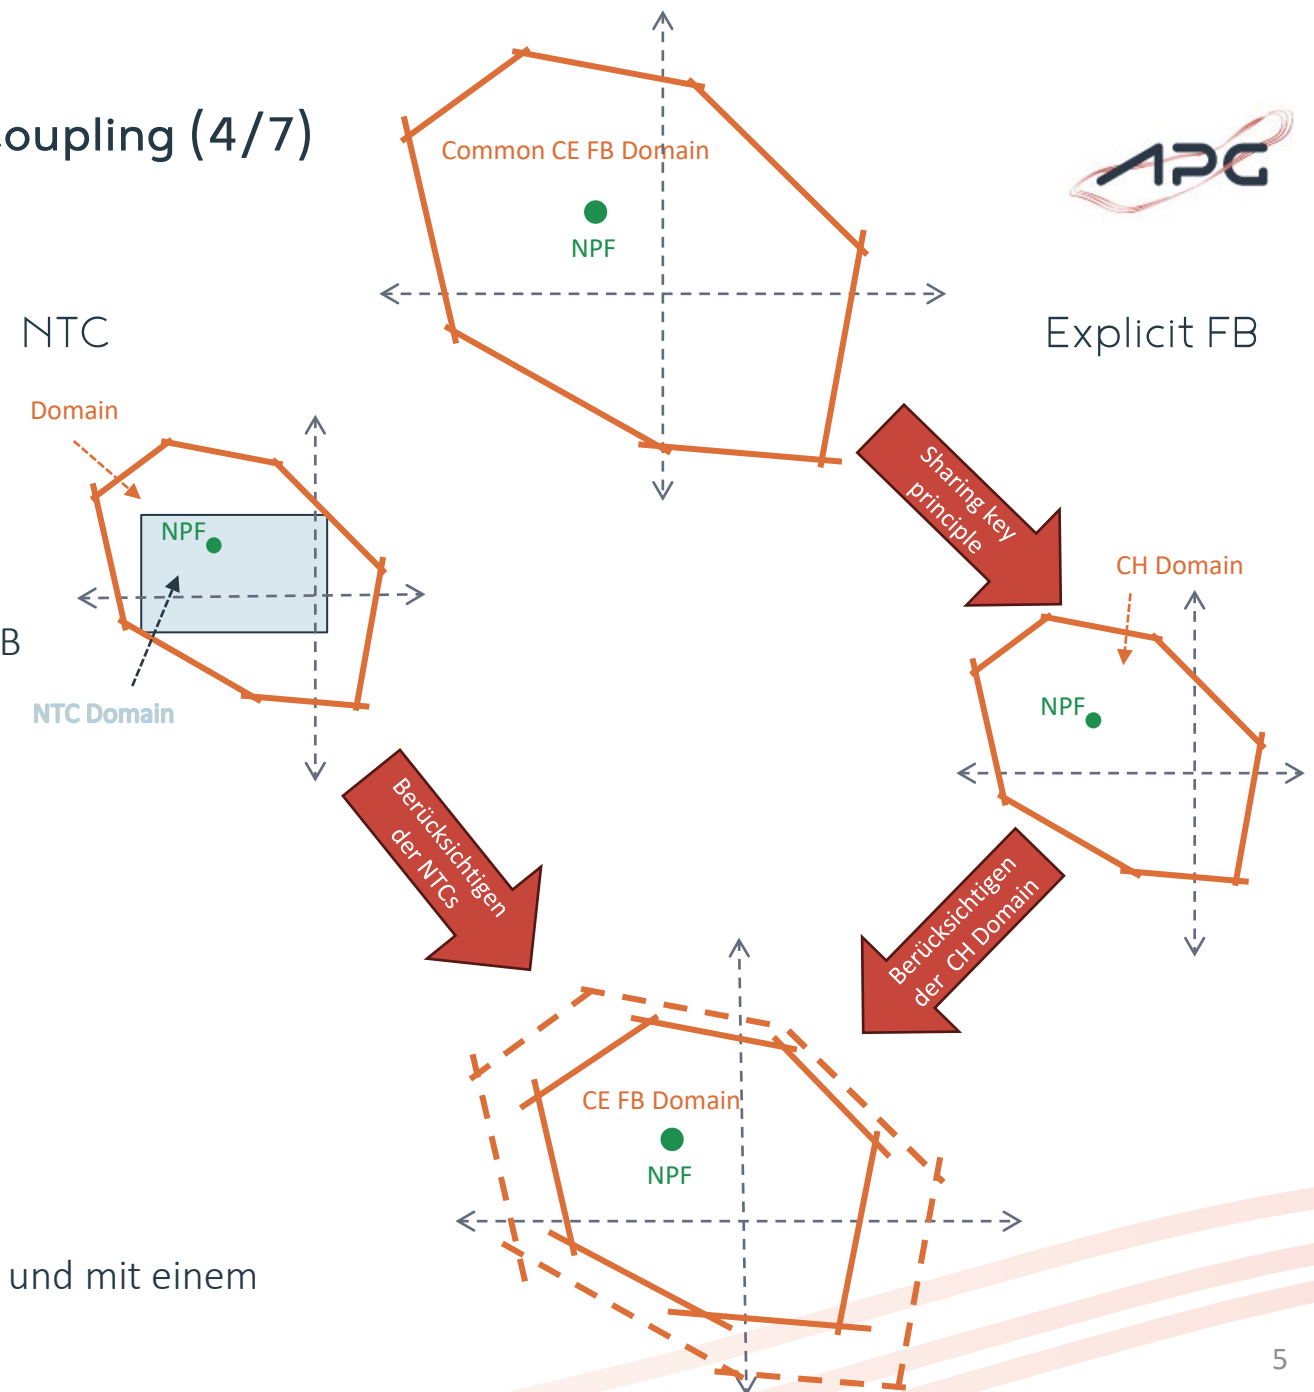 oupling (4/7)
APG
Common CE FB Domain
NPF
NTC
Explicit FB
Domain
NPF
B
NTC Domain
Sharing key
principle
CH Domain
NPF
Berücksichtigen
der NTCs
Berücksichtigen
der CH Domain
CE FB Domain
NPF
und mit einem
5